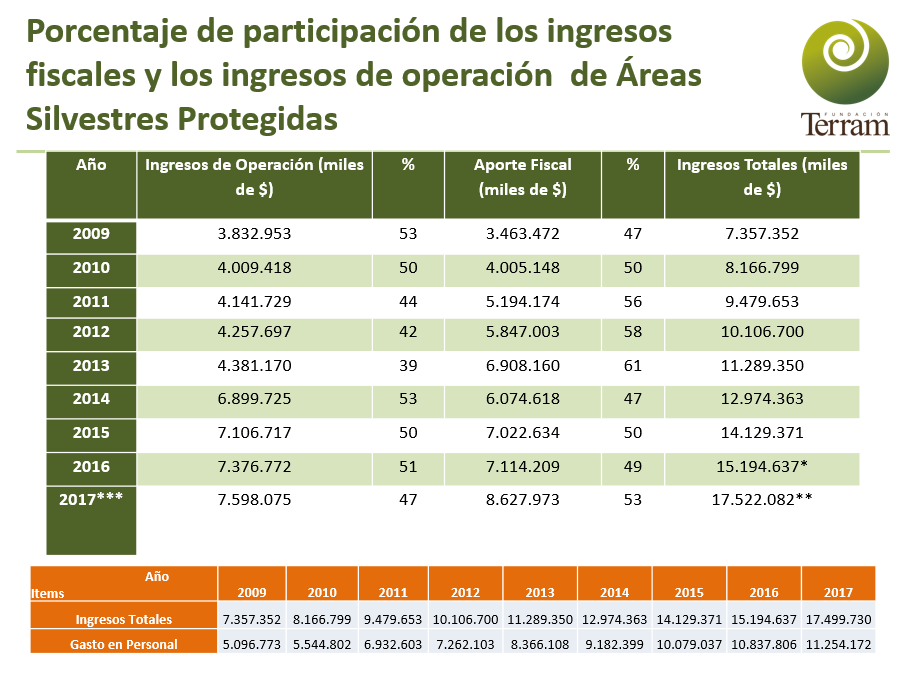 Porcentaje de participación de los ingresos
fiscales y los ingresos de operación de Áreas
Silvestres Protegidas
FUNDACIÓN
Terram
Año Ingresos de Operación (miles de $) % Aporte Fiscal (miles de $) % Ingresos Totales (miles de $)
2009 3.832.953 53 3.463.472 47 7.357.352
2010 4.009.418 50 4.005.148 50 8.166.799
2011 4.141.729 44 5.194.174 56 9.479.653
2012 4.257.697 42 5.847.003 58 10.106.700
2013 4.381.170 39 6.908.160 61 11.289.350
2014 6.899.725 53 6.074.618 47 12.974.363
2015 7.106.717 50 7.022.634 50 14.129.371
2016 7.376.772 51 7.114.209 49 15.194.637*
2017*** 7.598.075 47 8.627.973 53 17.522.082**
Año
Items 2009 2010 2011 2012 2013 2014 2015 2016 2017
Ingresos Totales 7.357.352 8.166.799 9.479.653 10.106.700 11.289.350 12.974.363 14.129.371 15.194.637 17.499.730
Gasto en Personal 5.096.773 5.544.802 6.932.603 7.262.103 8.366.108 9.182.399 10.079.037 10.837.806 11.254.172